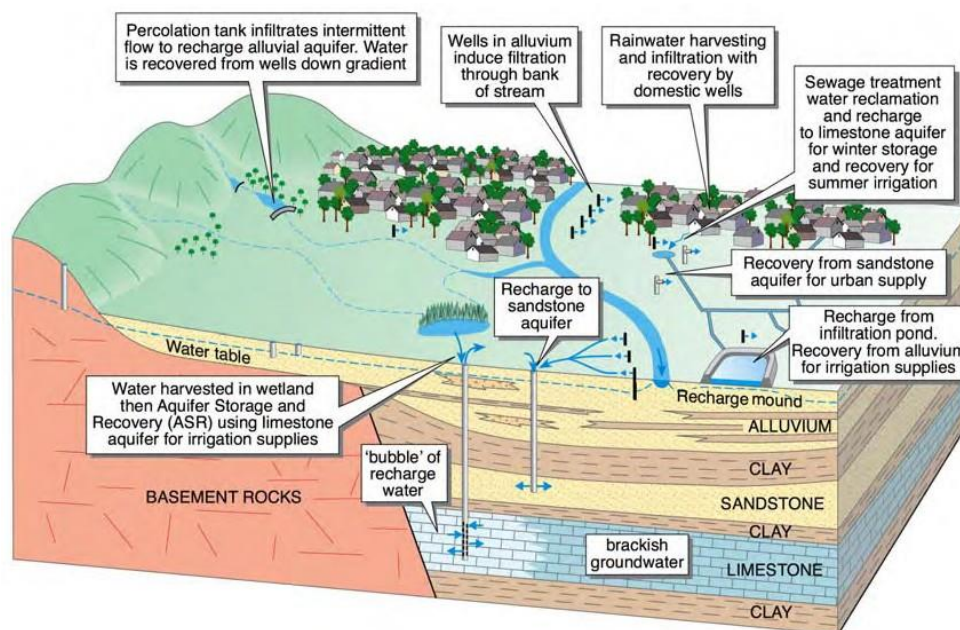 Percolation tank infiltrates intermittent
flow to recharge alluvial aquifer. Water
is recovered from wells down gradient
Wells in alluvium
induce filtration
through bank
of stream
Rainwater harvesting
and infiltration with
recovery by
domestic wells
Sewage treatment
water reclamation
and recharge
to limestone aquifer
for winter storage
and recovery for
summer irrigation
Recovery from sandstone
aquifer for urban supply
Recharge to
sandstone
aquifer
Recharge from
infiltration pond.
Recovery from alluvium
for irrigation supplies
Water table
Water harvested in wetland
then Aquifer Storage and
Recovery (ASR) using limestone
aquifer for irrigation supplies
Recharge mound
ALLUVIUM
CLAY
'bubble' of
recharge
water
BASEMENT ROCKS
SANDSTONE
CLAY
brackish
groundwater
LIMESTONE
CLAY